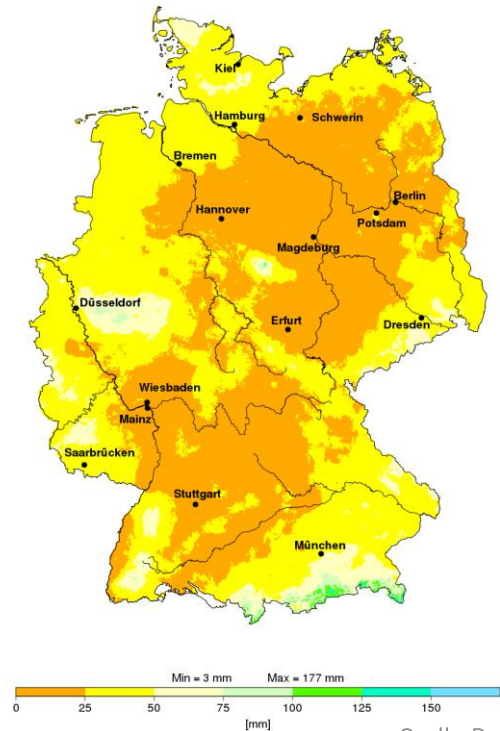 Kiel
Hamburg
Schwerin
Bremen
Berlin
Hannover
Potsdam
Magdeburg
Düsseldorf
Erfurt
Dresden
Wiesbaden
Mainz
Saarbrücken
Stuttgart
München
Min = 3 mm Max = 177 mm
0 25 50 75 100 125 150
[mm]